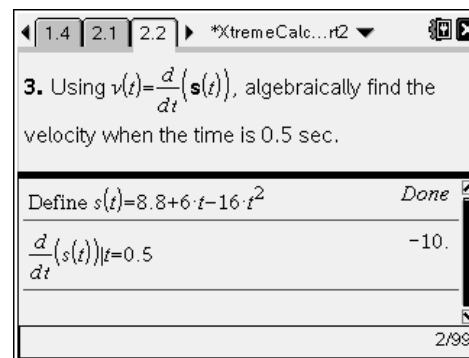 1.4 2.1 2.2 *XtremeCalc...rt2
3. Using v(t)=d/dt(s(t)), algebraically find the
velocity when the time is 0.5 sec.
Define s(t)=8.8+6·t−16·t² Done
d/dt(s(t))|t=0.5 −10.
2/99